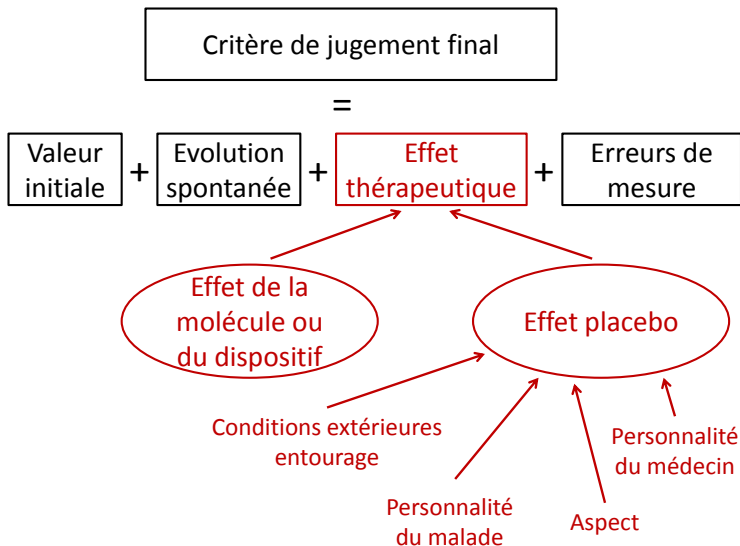 Critère de jugement final
=
Valeur
initiale
+
Evolution
spontanée
+
Effet
thérapeutique
+
Erreurs de
mesure
Effet de la
molécule ou
du dispositif
Effet placebo
Conditions extérieures
entourage
Personnalité
du malade
Aspect
Personnalité
du médecin